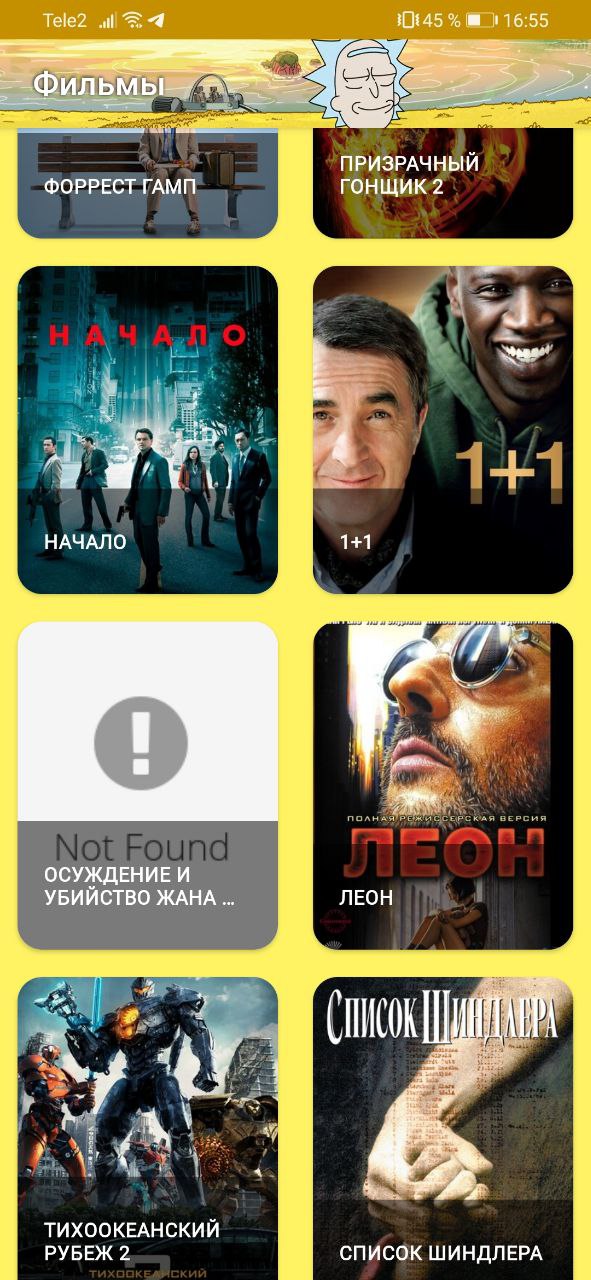 Tele2 45 % 16:55
Фильмы
ФОРРЕСТ ГАМП
ПРИЗРАЧНЫЙ
ГОНЩИК 2
НАЧАЛО
НАЧАЛО
1+1
1+1
Not Found
ОСУЖДЕНИЕ И
УБИЙСТВО ЖАНА ...
ПОЛНАЯ РЕЖИССЕРСКАЯ ВЕРСИЯ
ЛЕОН
ЛЕОН
ТИХООКЕАНСКИЙ
РУБЕЖ 2
ТИХООКЕАНСКИЙ
СПИСОК ШИНДЛЕРА
СПИСОК ШИНДЛЕРА